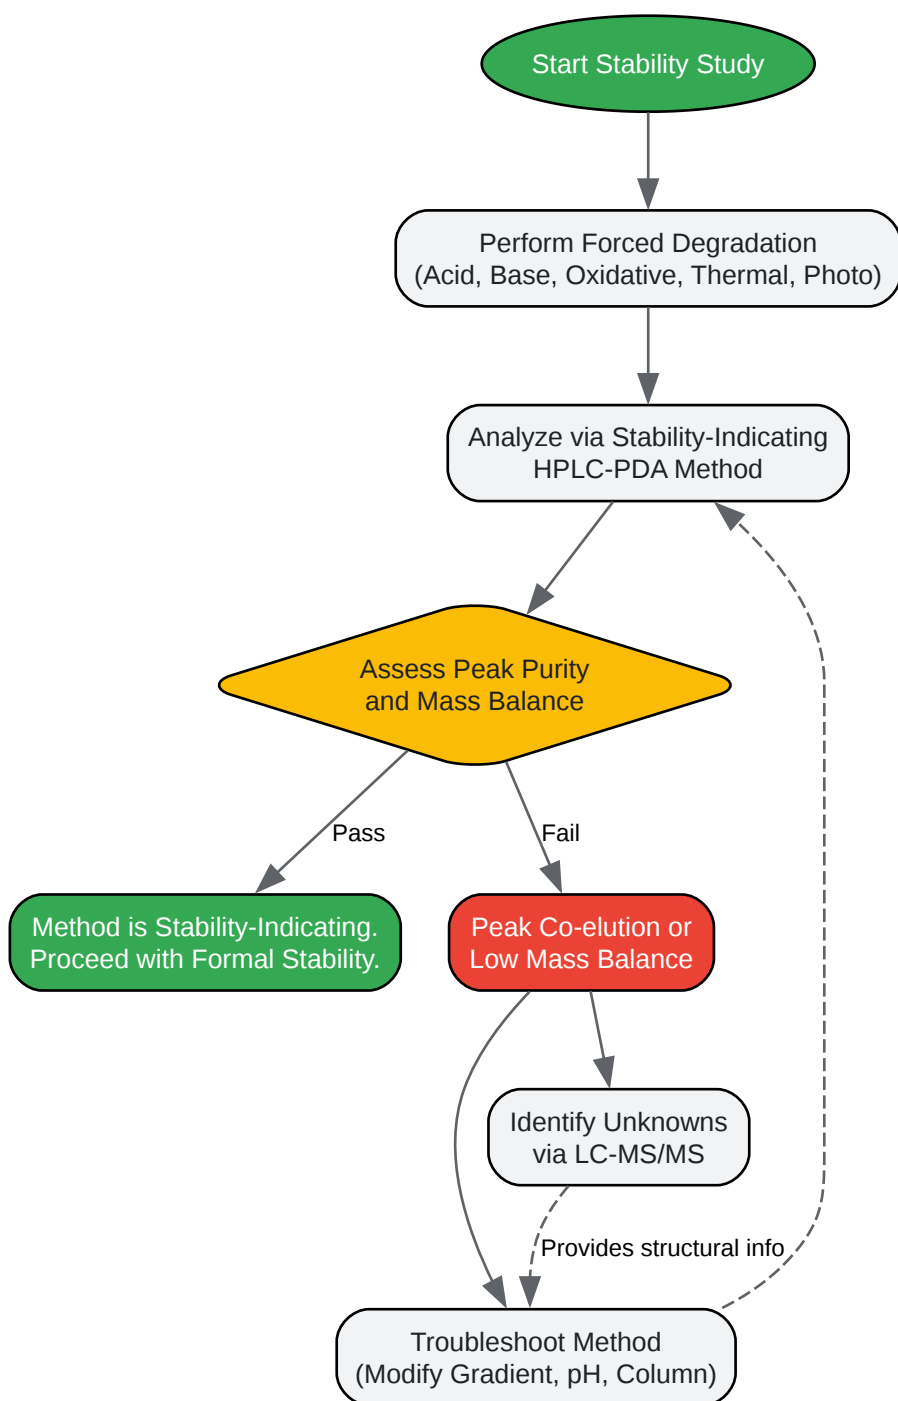 Start Stability Study
Perform Forced Degradation
(Acid, Base, Oxidative, Thermal, Photo)
Analyze via Stability-Indicating
HPLC-PDA Method
Assess Peak Purity
and Mass Balance
Pass
Fail
Method is Stability-Indicating.
Proceed with Formal Stability.
Peak Co-elution or
Low Mass Balance
Identify Unknowns
via LC-MS/MS
Provides structural info
Troubleshoot Method
(Modify Gradient, pH, Column)